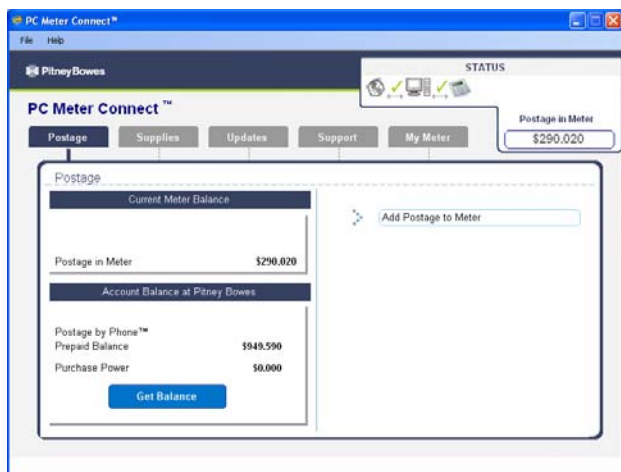 PC Meter Connect™
File Help
Pitney Bowes
STATUS
PC Meter Connect ™
Postage in Meter
$290.020
Postage Supplies Updates Support My Meter
Postage
Current Meter Balance
Postage in Meter $290.020
Account Balance at Pitney Bowes
Postage by Phone™
Prepaid Balance $949.590
Purchase Power $0.000
Get Balance
Add Postage to Meter